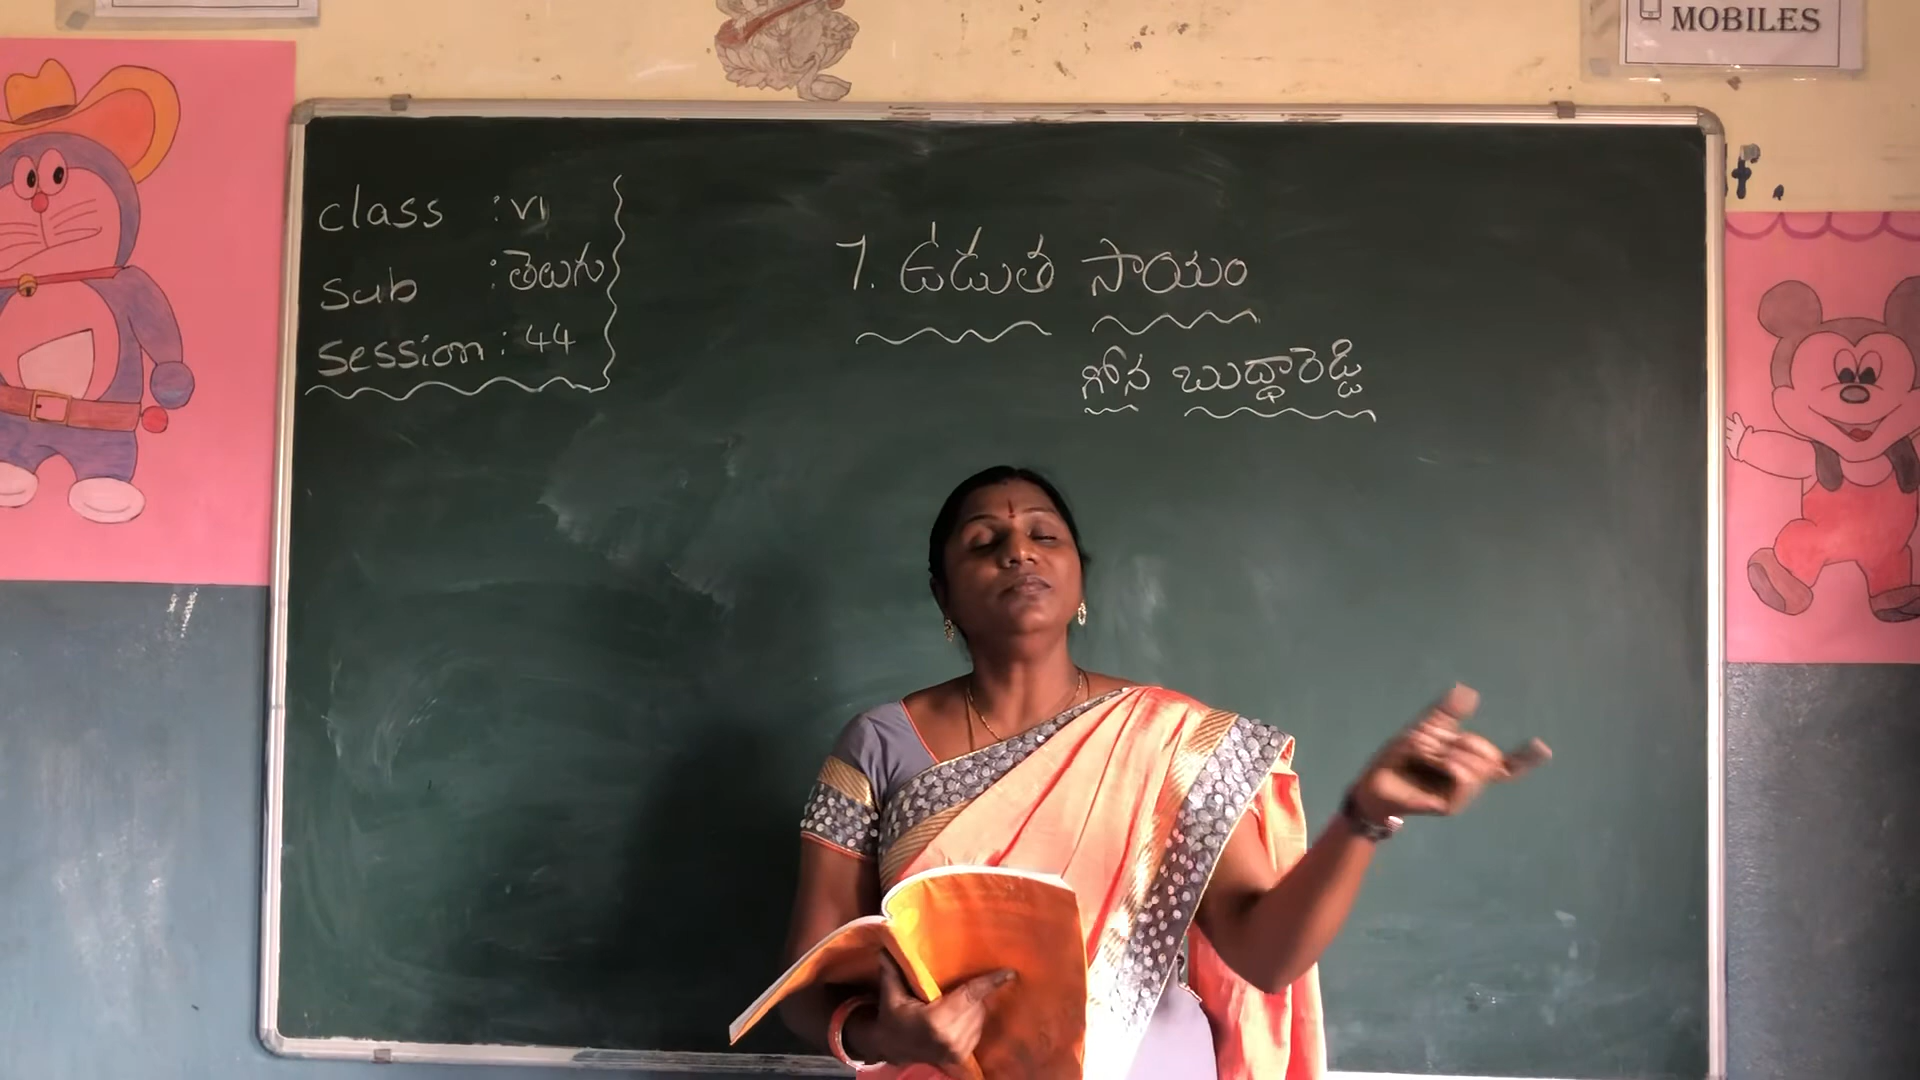 MOBILES
class : VI
sub : తెలుగు
session : 44
7. ఉడుత సాయం
గోన బుద్ధారెడ్డి